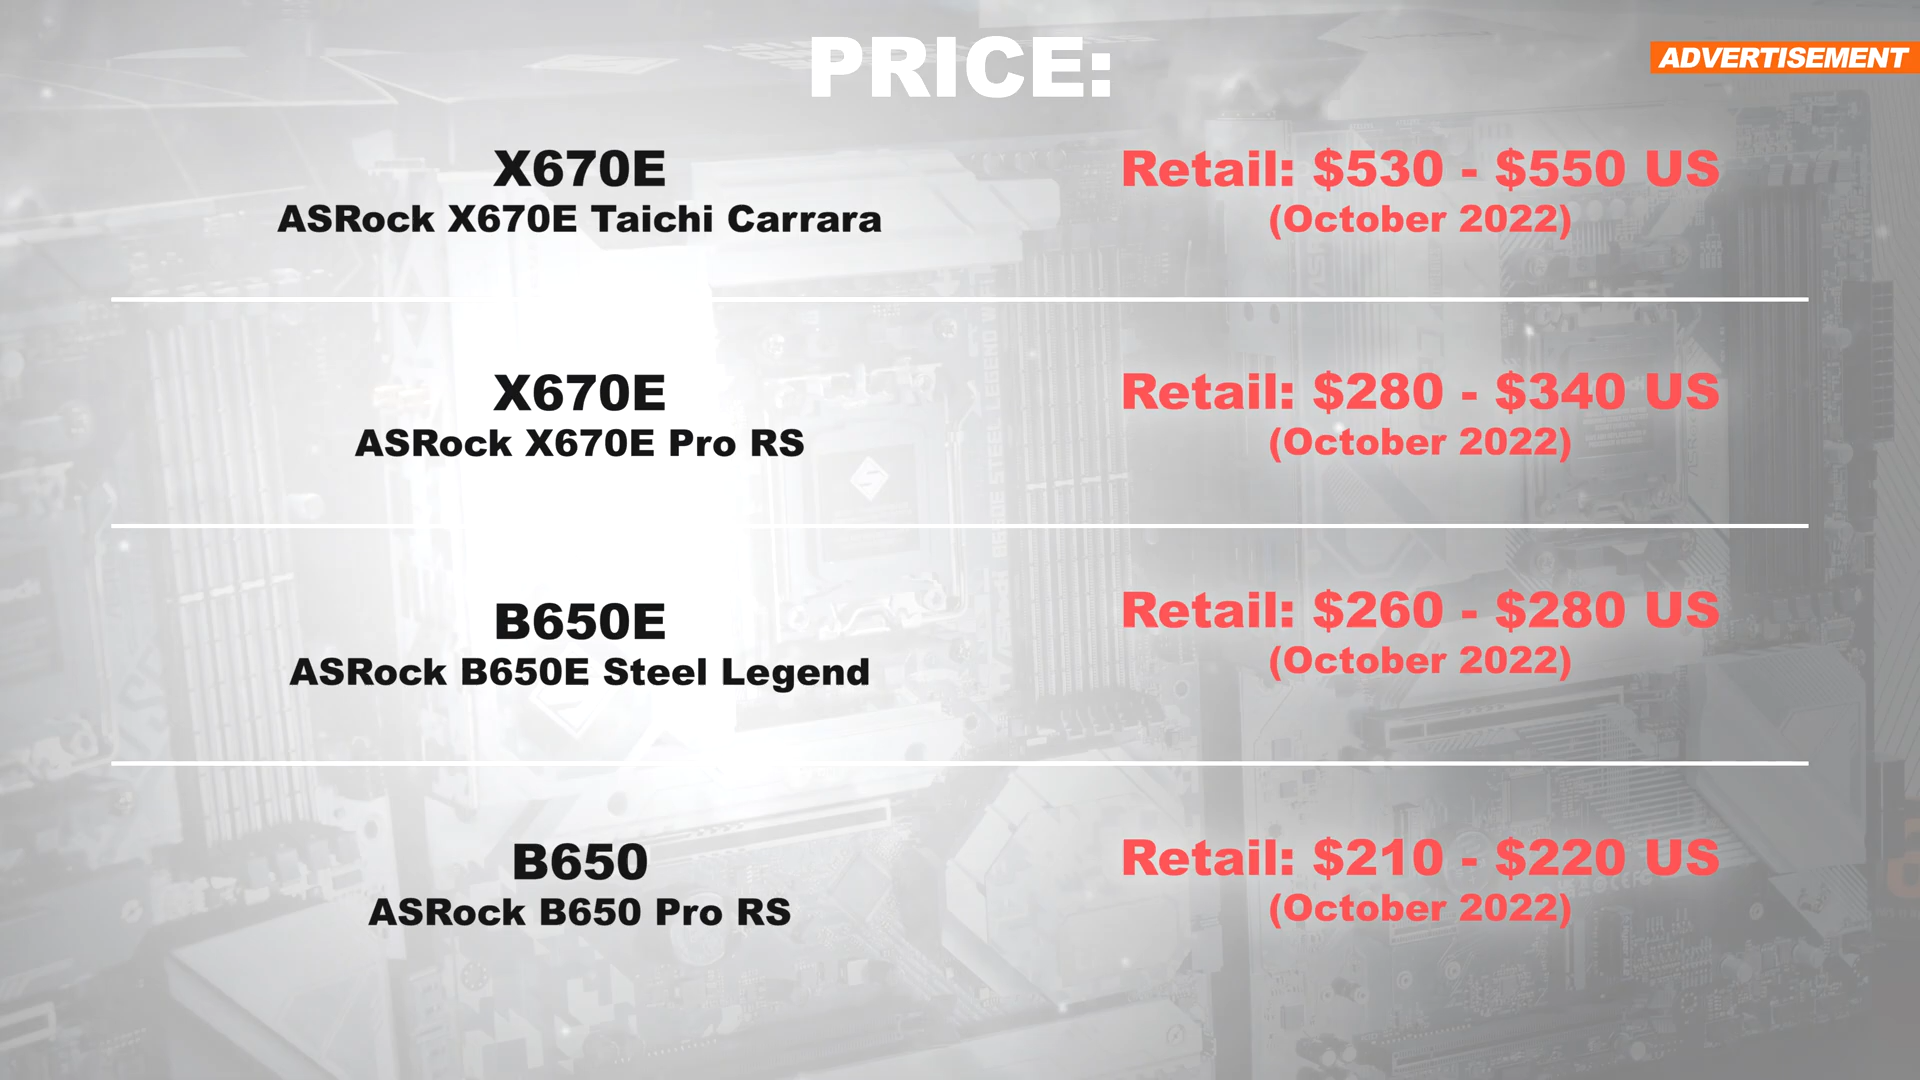 PRICE:
ADVERTISEMENT
X670E
ASRock X670E Taichi Carrara
Retail: $530 - $550 US
(October 2022)
X670E
ASRock X670E Pro RS
Retail: $280 - $340 US
(October 2022)
B650E
ASRock B650E Steel Legend
Retail: $260 - $280 US
(October 2022)
B650
ASRock B650 Pro RS
Retail: $210 - $220 US
(October 2022)